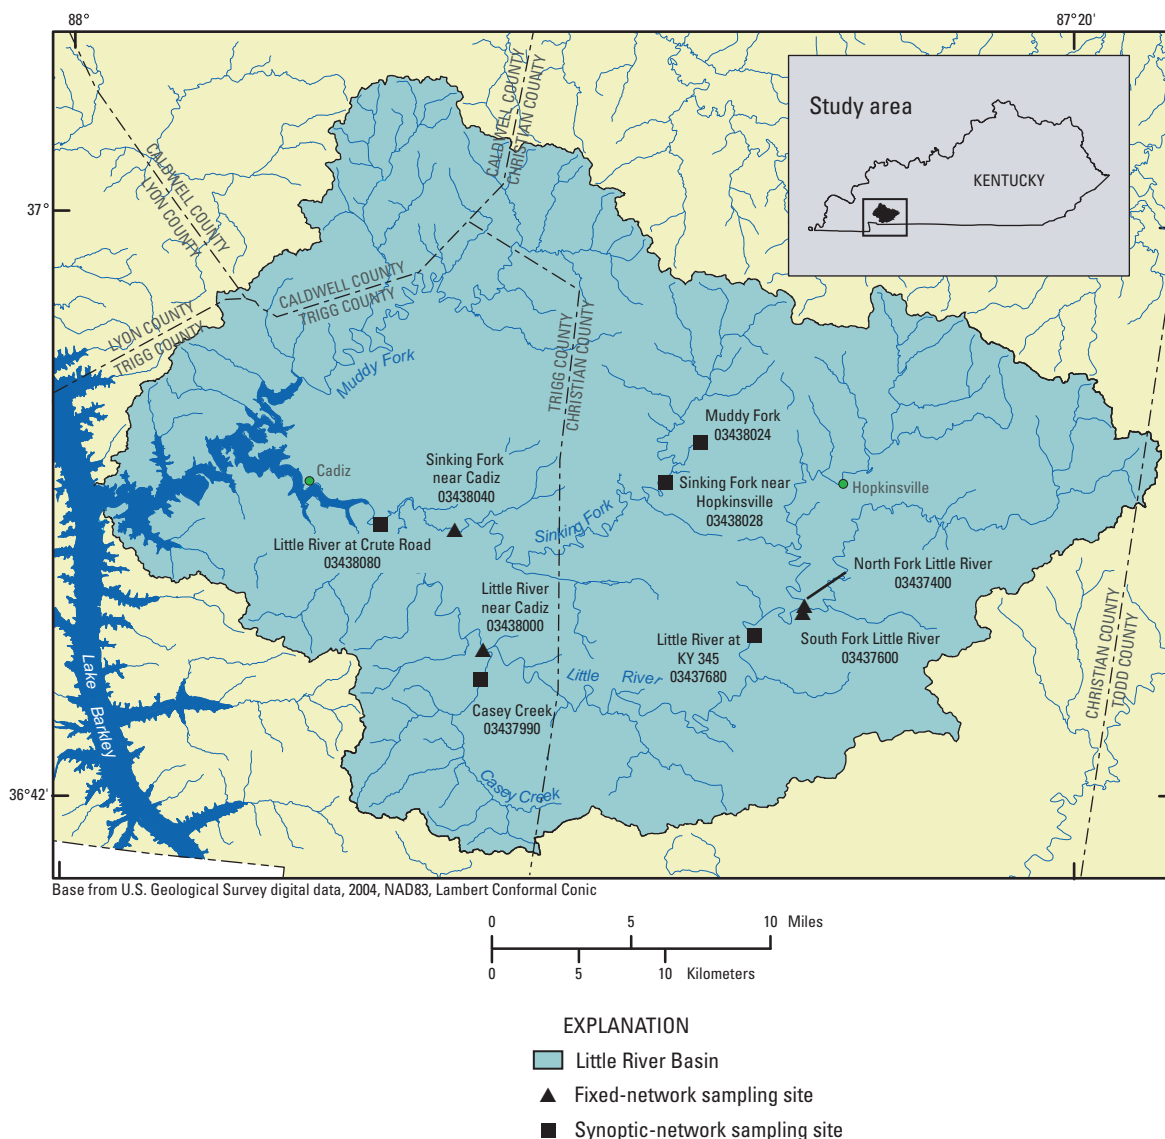 88°
87°20'
37°
36°42'
Study area
KENTUCKY
CALDWELL COUNTY
CHRISTIAN COUNTY
CALDWELL COUNTY
LYON COUNTY
CALDWELL COUNTY
TRIGG COUNTY
LYON COUNTY
TRIGG COUNTY
TRIGG COUNTY
CHRISTIAN COUNTY
Muddy Fork
Muddy Fork
03438024
Sinking Fork
near Cadiz
03438040
Cadiz
Sinking Fork near
Hopkinsville
03438028
Hopkinsville
Sinking Fork
Little River at Crute Road
03438080
North Fork Little River
03437400
Little River
near Cadiz
03438000
Little River at
KY 345
03437680
South Fork Little River
03437600
Little River
Casey Creek
03437990
CHRISTIAN COUNTY
TODD COUNTY
Lake Barkley
Casey Creek
Base from U.S. Geological Survey digital data, 2004, NAD83, Lambert Conformal Conic
0 5 10 Miles
0 5 10 Kilometers
EXPLANATION
Little River Basin
Fixed-network sampling site
Synoptic-network sampling site